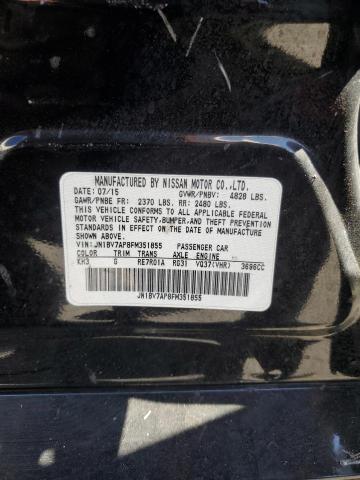 MANUFACTURED BY NISSAN MOTOR CO.,LTD.
DATE: 07/15 GVWR/PNBV: 4828 LBS.
GAWR/PNBE FR: 2370 LBS. RR: 2480 LBS.
THIS VEHICLE CONFORMS TO ALL APPLICABLE FEDERAL
MOTOR VEHICLE SAFETY,BUMPER,AND THEFT PREVENTION
STANDARDS IN EFFECT ON THE DATE OF MANUFACTURE
SHOWN ABOVE.
VIN:JN1BV7AP8FM351855 PASSENGER CAR
COLOR TRIM TRANS AXLE ENGINE
KH3 G RE7R01A RG31 VQ37(VHR) 3696CC
JN1BV7AP8FM351855